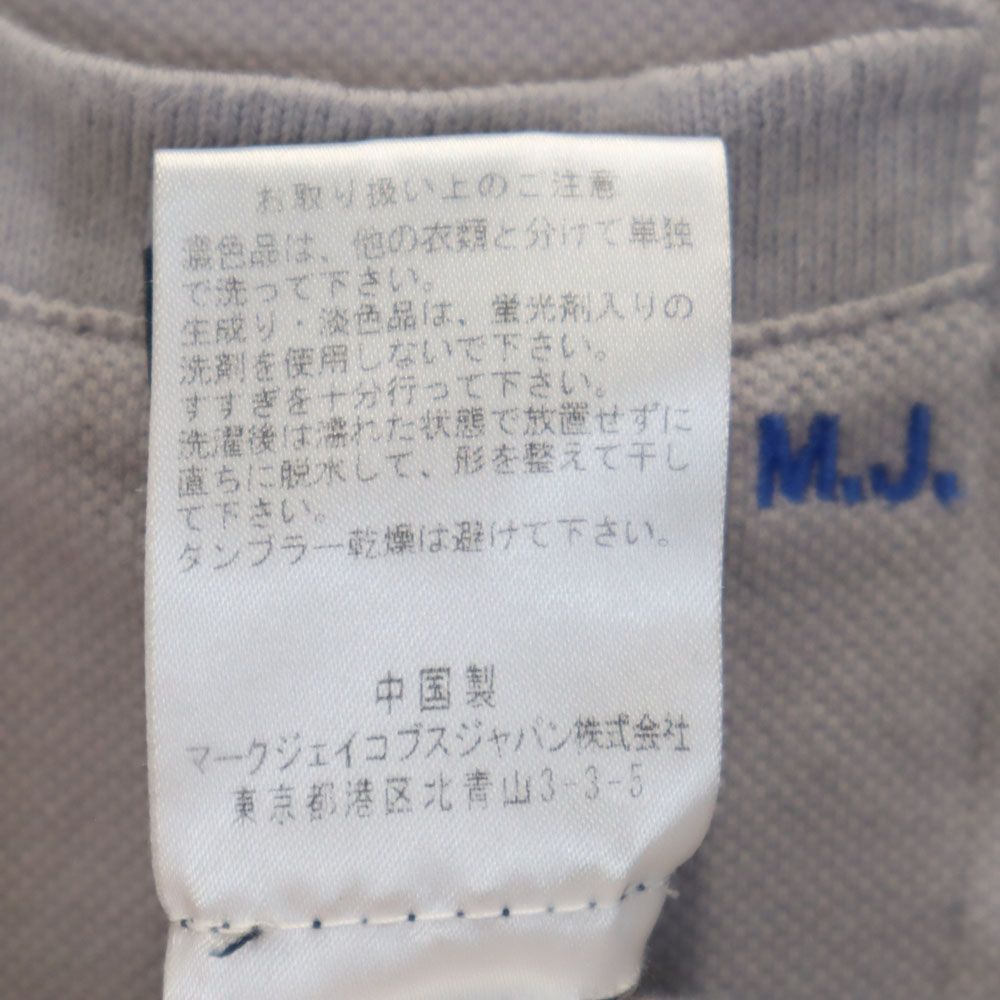 お取り扱い上のご注意
濃色品は、他の衣類と分けて単独
で洗って下さい。
生成り・淡色品は、蛍光剤入りの
洗剤を使用しないで下さい。
すすぎを十分行って下さい。
洗濯後は濡れた状態で放置せずに
直ちに脱水して、形を整えて干し
て下さい。
タンブラー乾燥は避けて下さい。
中国製
マークジェイコブスジャパン株式会社
東京都港区北青山3-3-5
M.J.